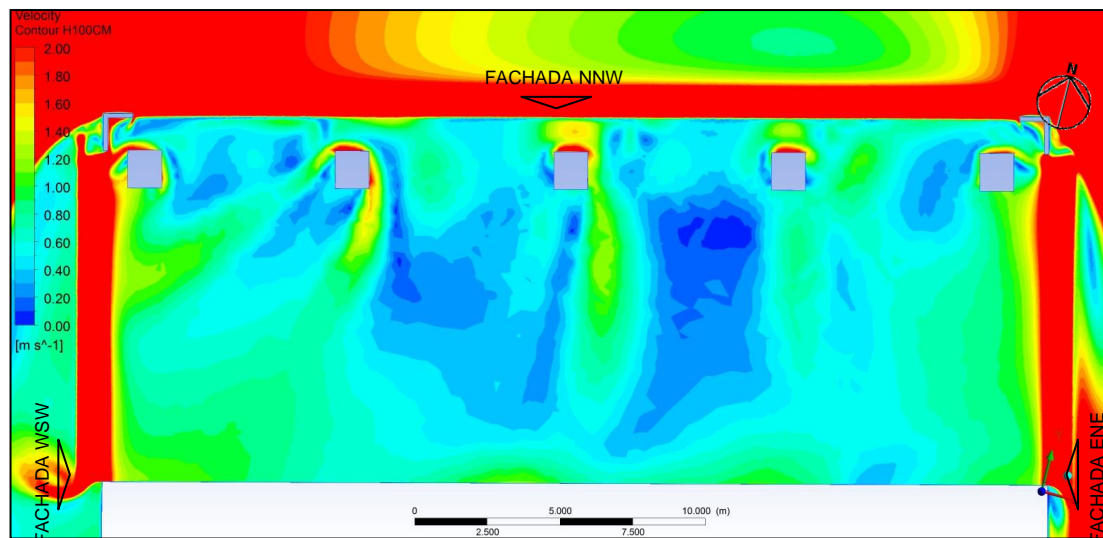 Velocity
Contour H100CM
2.00
1.80
1.60
1.40
1.20
1.00
0.80
0.60
0.40
0.20
0.00
[m s^-1]
FACHADA NNW
N
FACHADA WSW
FACHADA ENE
0 5.000 10.000 (m)
2.500 7.500